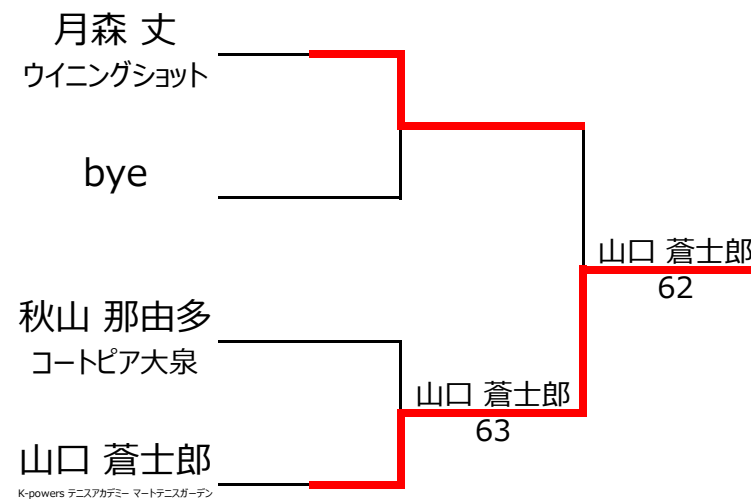 月森 丈
ウイニングショット
bye
山口 蒼士郎
62
秋山 那由多
コートピア大泉
山口 蒼士郎
63
山口 蒼士郎
K-powers テニスアカデミー マートテニスガーデン